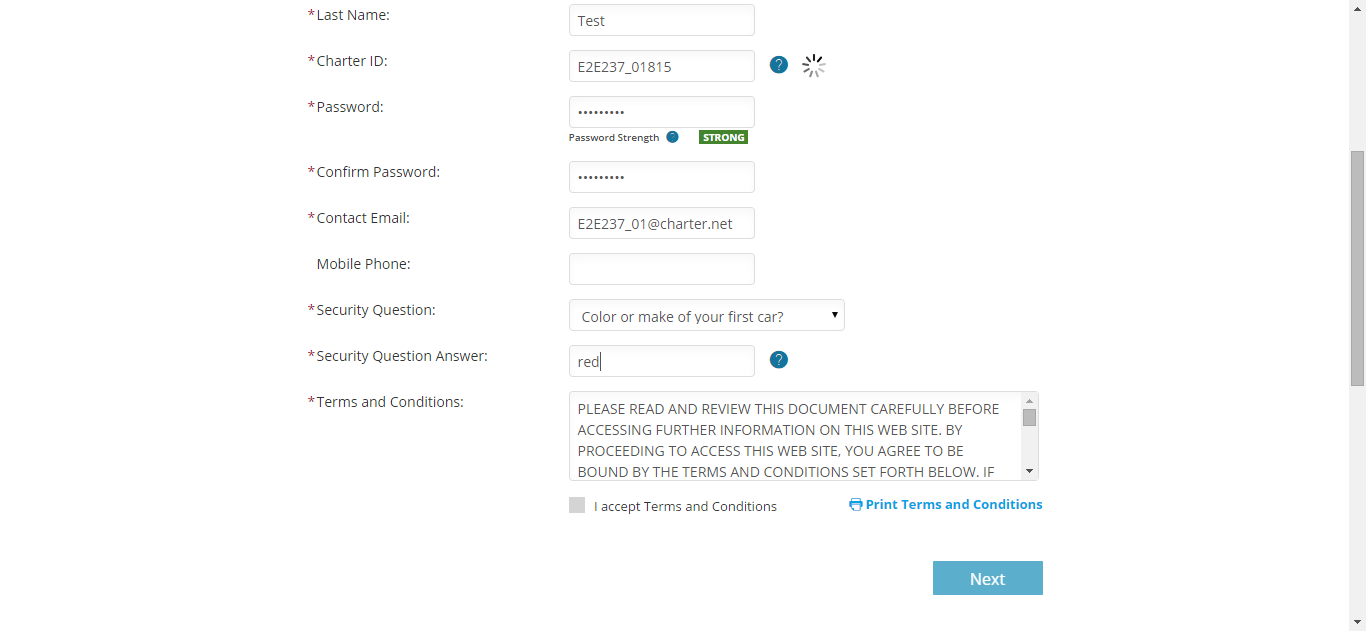 *Last Name:
Test
*Charter ID:
E2E237_01815
?
*Password:
•••••••••
Password Strength ? STRONG
*Confirm Password:
•••••••••
*Contact Email:
E2E237_01@charter.net
Mobile Phone:
*Security Question:
Color or make of your first car?
*Security Question Answer:
red
?
*Terms and Conditions:
PLEASE READ AND REVIEW THIS DOCUMENT CAREFULLY BEFORE
ACCESSING FURTHER INFORMATION ON THIS WEB SITE. BY
PROCEEDING TO ACCESS THIS WEB SITE, YOU AGREE TO BE
BOUND BY THE TERMS AND CONDITIONS SET FORTH BELOW. IF
I accept Terms and Conditions
Print Terms and Conditions
Next